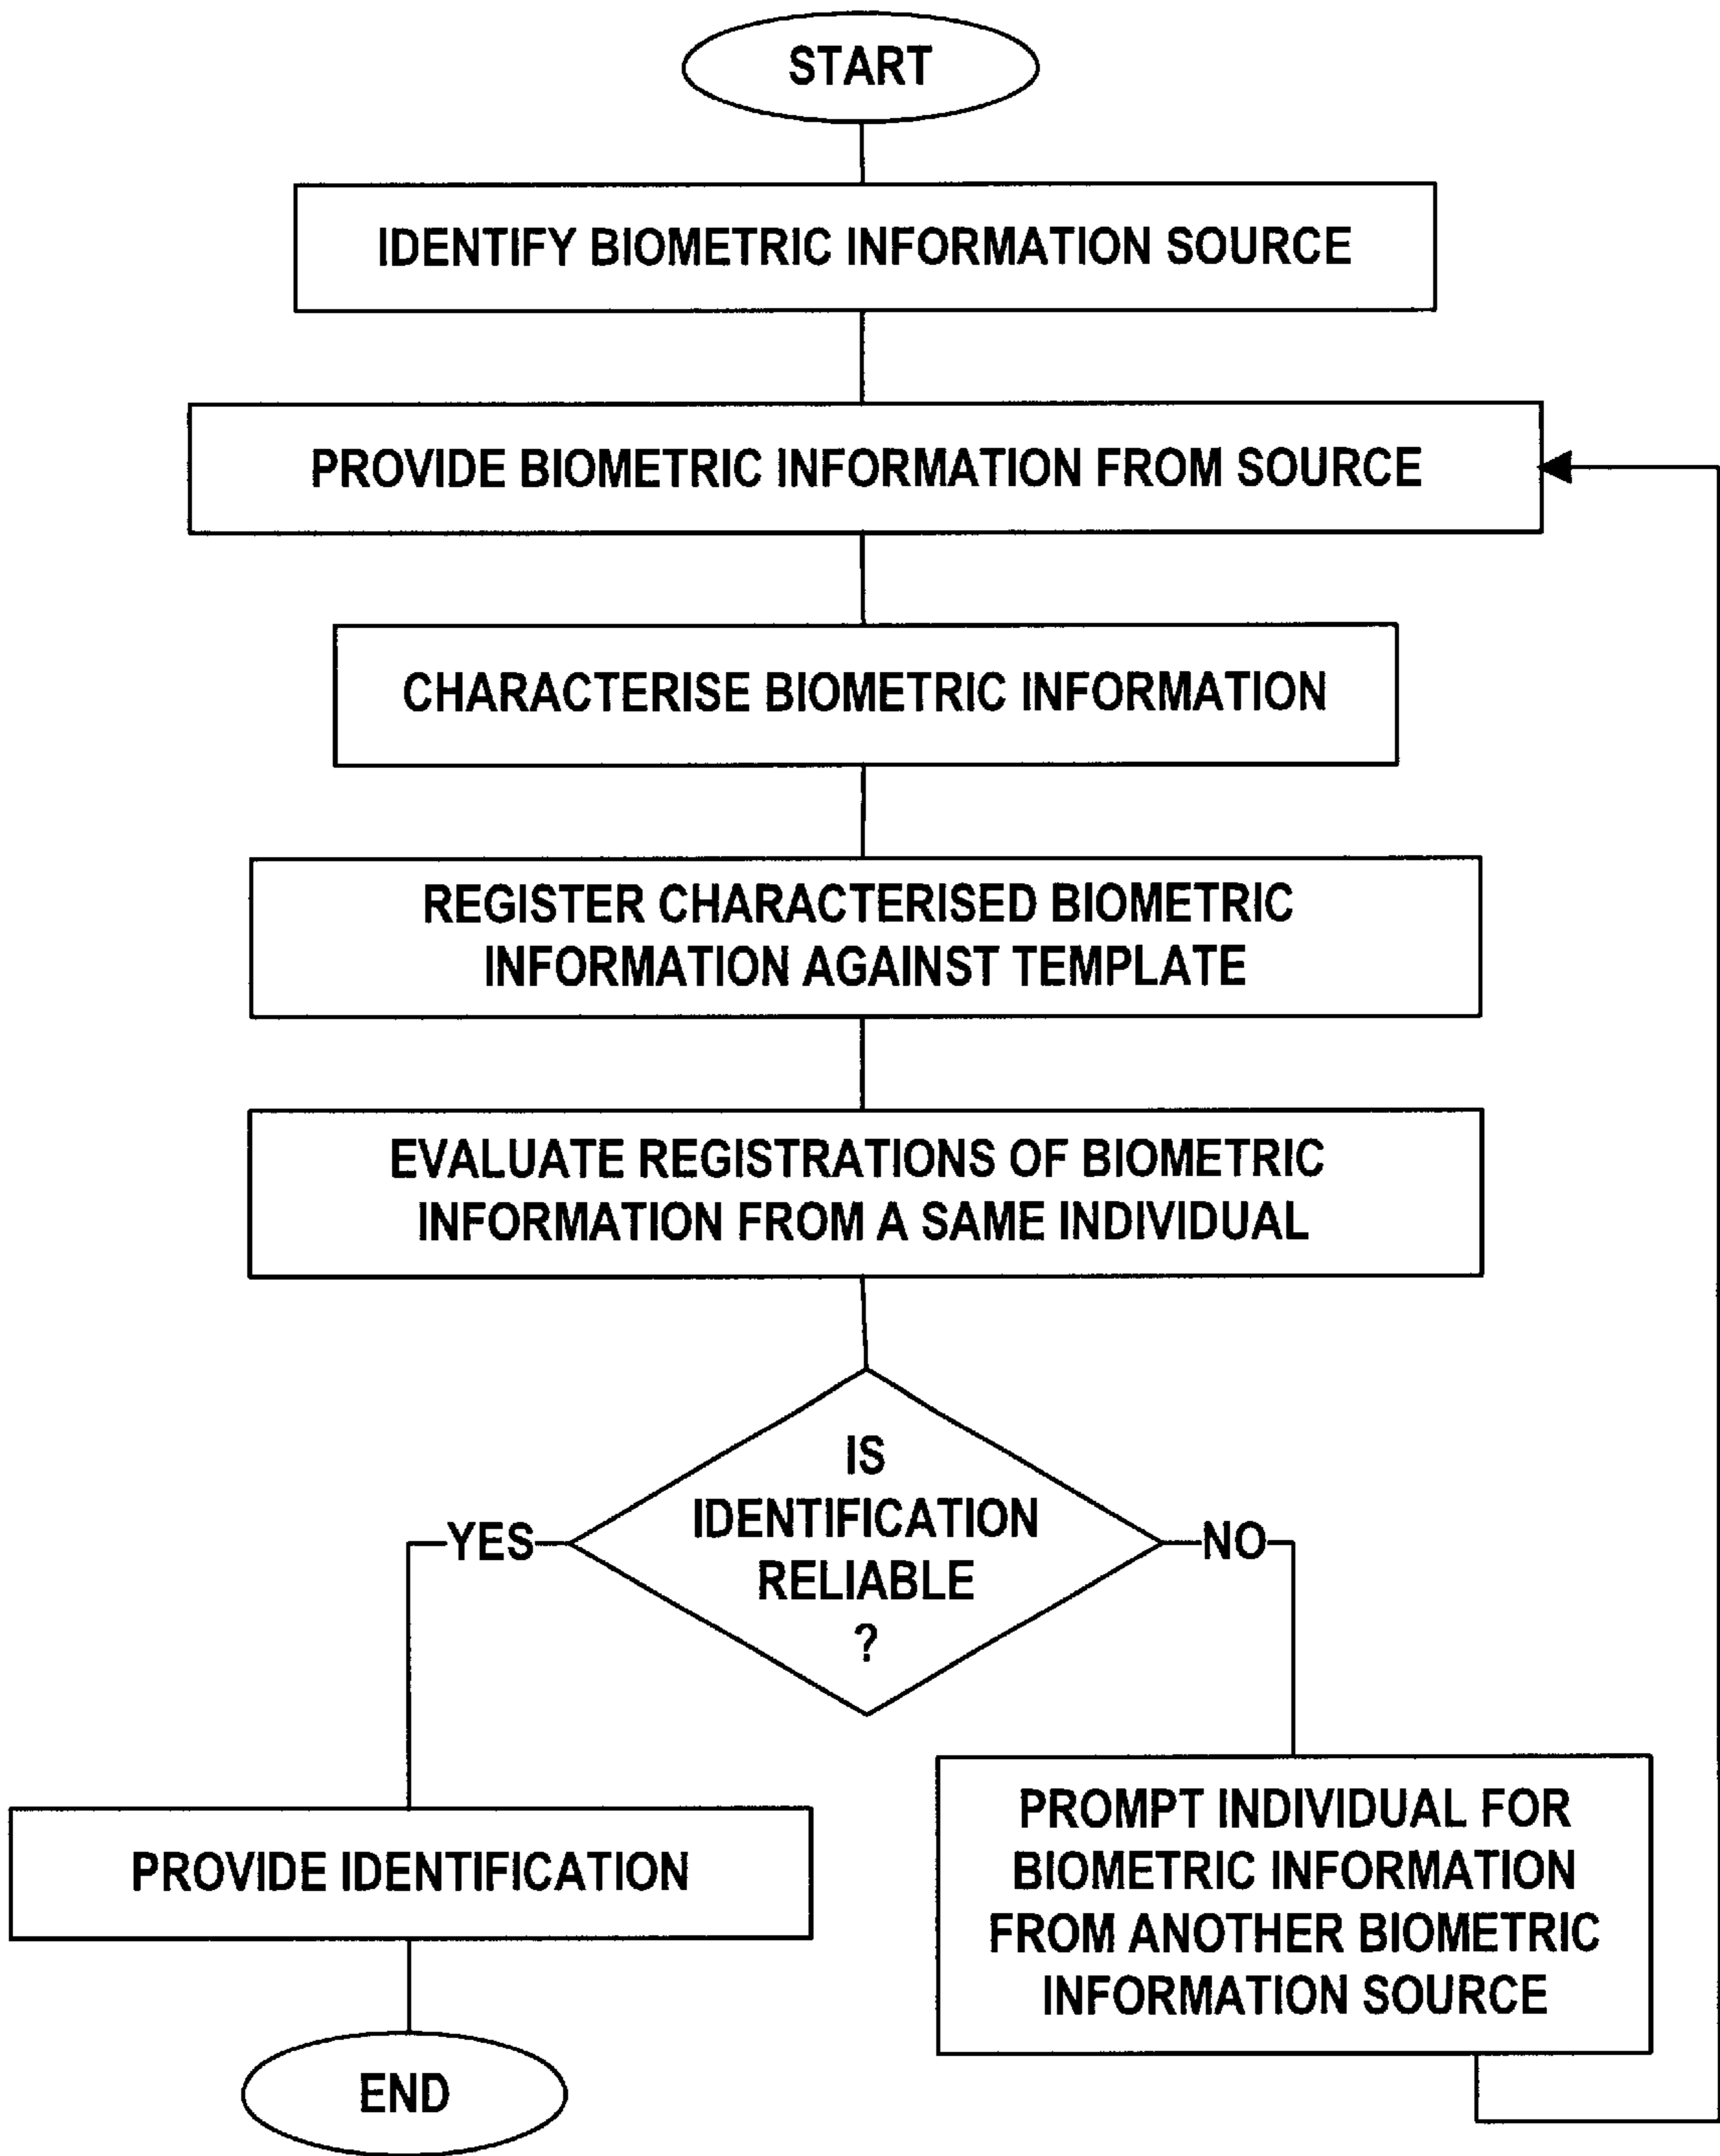 START
IDENTIFY BIOMETRIC INFORMATION SOURCE
PROVIDE BIOMETRIC INFORMATION FROM SOURCE
CHARACTERISE BIOMETRIC INFORMATION
REGISTER CHARACTERISED BIOMETRIC
INFORMATION AGAINST TEMPLATE
EVALUATE REGISTRATIONS OF BIOMETRIC
INFORMATION FROM A SAME INDIVIDUAL
IS
IDENTIFICATION
RELIABLE
?
YES
NO
PROVIDE IDENTIFICATION
PROMPT INDIVIDUAL FOR
BIOMETRIC INFORMATION
FROM ANOTHER BIOMETRIC
INFORMATION SOURCE
END